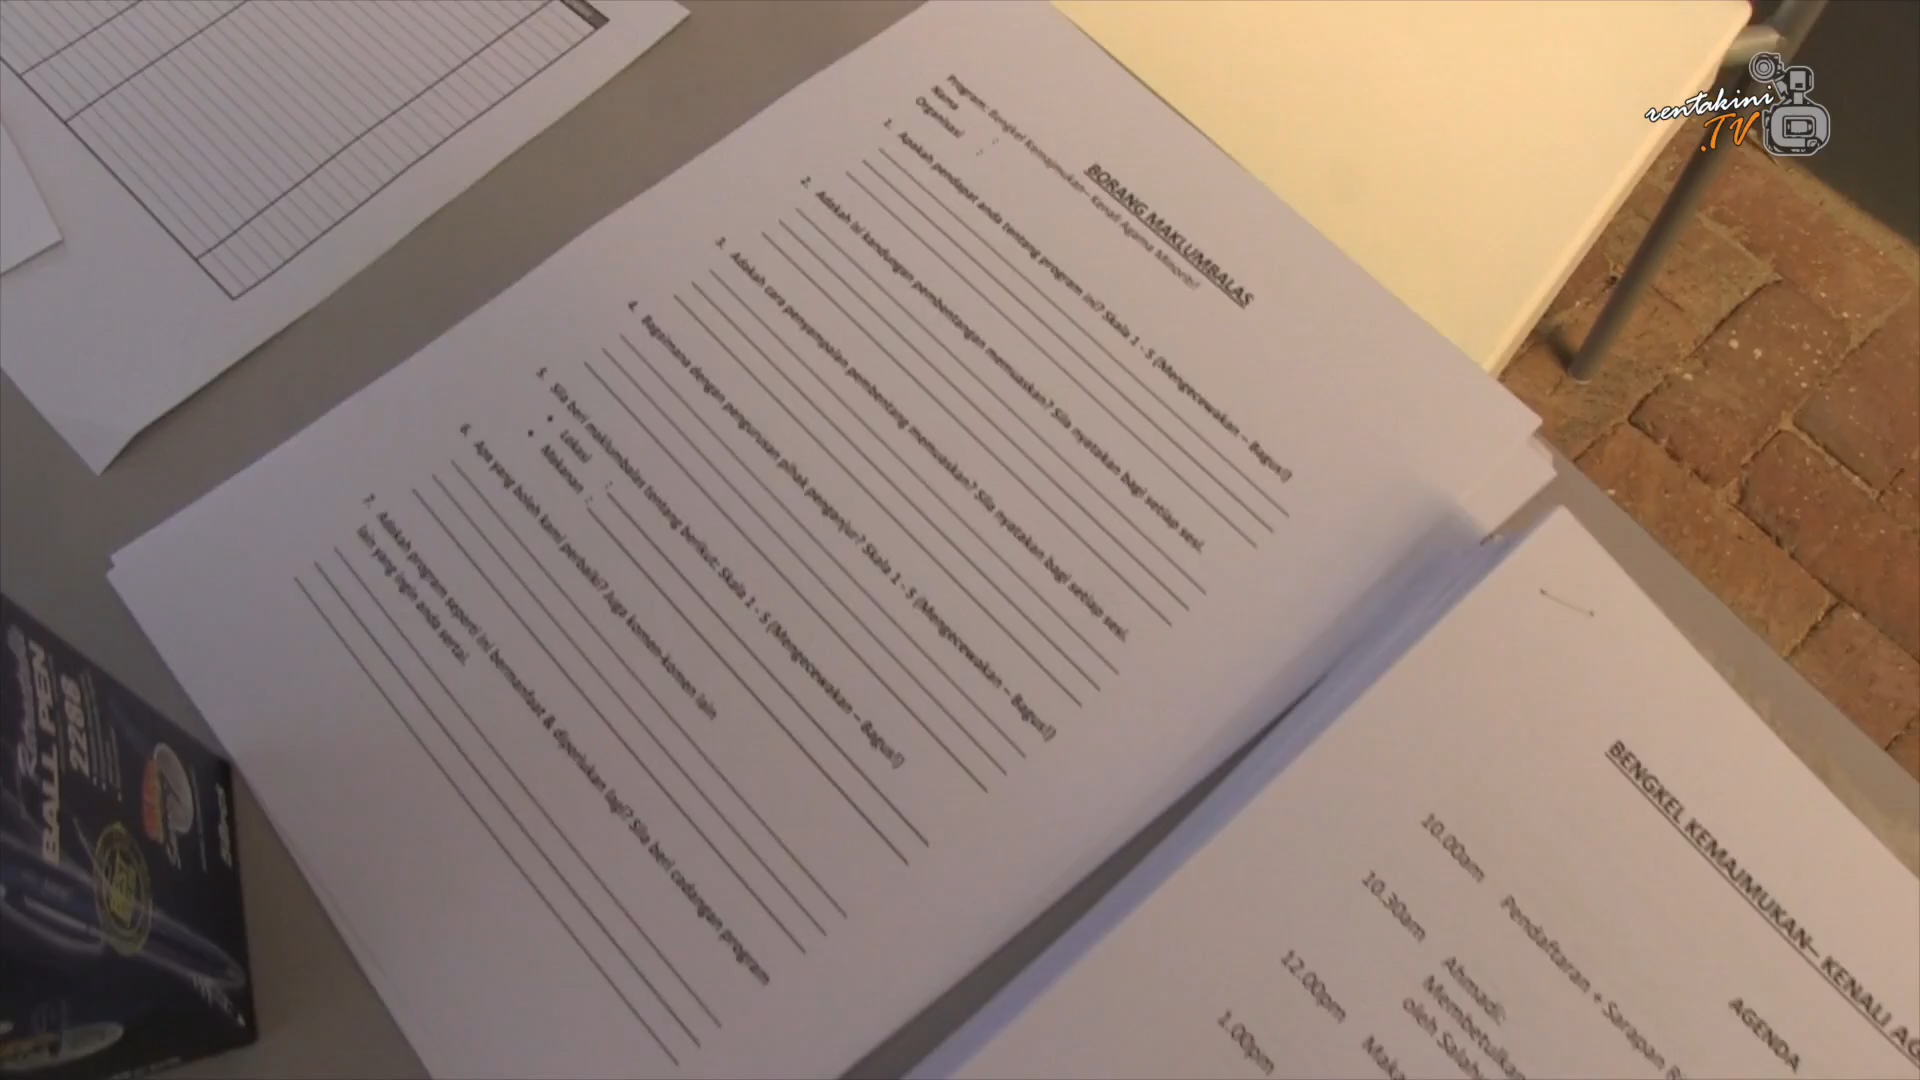 rentakini
.TV
BORANG MAKLUMBALAS
Program: Bengkel Kemajmukan– Kenali Agama Minoriti
Nama :
Organisasi :
1. Apakah pendapat anda tentang program ini? Skala 1 - 5 (Mengecewakan – Bagus!)
2. Adakah isi kandungan pembentangan memuaskan? Sila nyatakan bagi setiap sesi.
3. Adakah cara penyampaian pembentang memuaskan? Sila nyatakan bagi setiap sesi.
4. Bagaimana dengan pengurusan pihak penganjur? Skala 1 - 5 (Mengecewakan – Bagus!)
5. Sila beri maklumbalas tentang berikut: Skala 1 - 5 (Mengecewakan – Bagus!)
• Lokasi :
• Makanan :
6. Apa yang boleh kami perbaiki? Juga komen-komen lain
7. Adakah program seperti ini bermanfaat & diperlukan lagi? Sila beri cadangan program
lain yang ingin anda sertai.
BENGKEL KEMAJMUKAN– KENALI AG
AGENDA
10.00am Pendaftaran + Sarapan
10.30am Ahmadi:
Membetulkan
oleh
12.00pm Maka
1.00pm
BALL PEN
2288